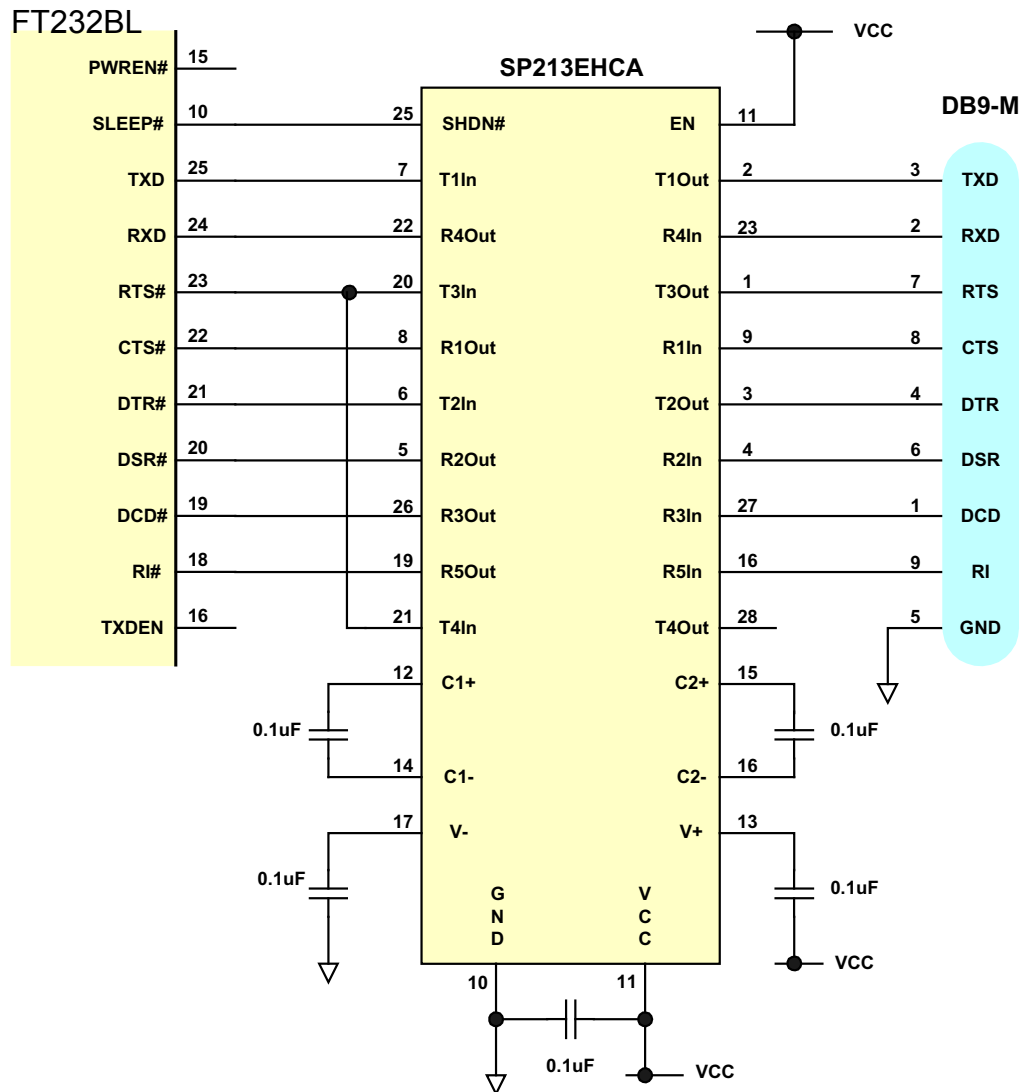 FT232BL
VCC
PWREN# 15
SP213EHCA
DB9-M
SLEEP# 10 25 SHDN# EN 11
TXD 25 7 T1In T1Out 2 3 TXD
RXD 24 22 R4Out R4In 23 2 RXD
RTS# 23 20 T3In T3Out 1 7 RTS
CTS# 22 8 R1Out R1In 9 8 CTS
DTR# 21 6 T2In T2Out 3 4 DTR
DSR# 20 5 R2Out R2In 4 6 DSR
DCD# 19 26 R3Out R3In 27 1 DCD
RI# 18 19 R5Out R5In 16 9 RI
TXDEN 16 21 T4In T4Out 28 5 GND
12 C1+ C2+ 15
0.1uF 0.1uF
14 C1- C2- 16
17 V- V+ 13
0.1uF 0.1uF
GND VCC
VCC
10 11
0.1uF VCC